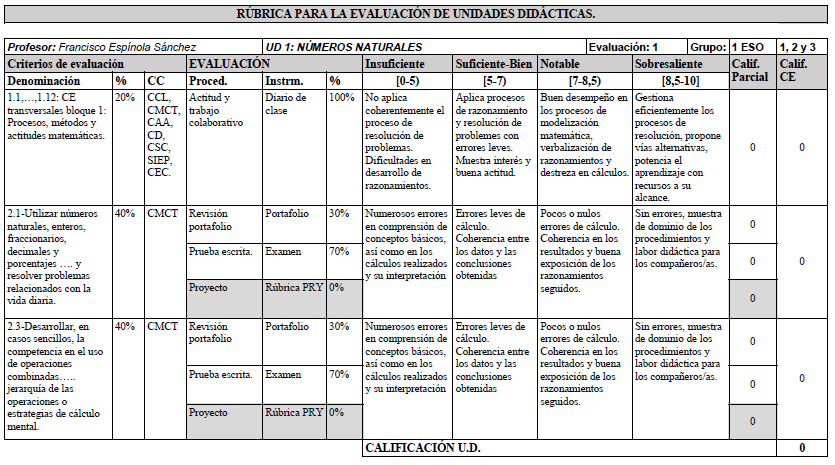 RÚBRICA PARA LA EVALUACIÓN DE UNIDADES DIDÁCTICAS.
Profesor: Francisco Espínola Sánchez UD 1: NÚMEROS NATURALES Evaluación: 1 Grupo: 1 ESO 1, 2 y 3
Criterios de evaluación EVALUACIÓN Insuficiente Suficiente-Bien Notable Sobresaliente Calif. Calif.
Denominación % CC Proced. Instrm. % [0-5) [5-7) [7-8,5) [8,5-10] Parcial CE
1.1,…,1.12: CE
transversales bloque 1:
Procesos, métodos y
actitudes matemáticas.
20%
CCL,
CMCT,
CAA,
CD,
CSC,
SIEP,
CEC.
Actitud y
trabajo
colaborativo
Diario de
clase
100%
No aplica
coherentemente el
proceso de
resolución de
problemas.
Dificultades en
desarrollo de
razonamientos.
Aplica procesos
de razonamiento
y resolución de
problemas con
errores leves.
Muestra interés y
buena actitud.
Buen desempeño en
los procesos de
modelización
matemática,
verbalización de
razonamientos y
destreza en cálculos.
Gestiona
eficientemente los
procesos de
resolución, propone
vías alternativas,
potencia el
aprendizaje con
recursos a su
alcance.
0
0
2.1-Utilizar números
naturales, enteros,
fraccionarios,
decimales y
porcentajes …. y
resolver problemas
relacionados con la
vida diaria.
40%
CMCT
Revisión
portafolio
Portafolio
30%
Prueba escrita.
Examen
70%
Proyecto
Rúbrica PRY
0%
Numerosos errores
en comprensión de
conceptos básicos,
así como en los
cálculos realizados
y su interpretación
Errores leves de
cálculo.
Coherencia entre
los datos y las
conclusiones
obtenidas
Pocos o nulos
errores de cálculo.
Coherencia en los
resultados y buena
exposición de los
razonamientos
seguidos.
Sin errores, muestra
de dominio de los
procedimientos y
labor didáctica para
los compañeros/as.
0
0
0
0
2.3-Desarrollar, en
casos sencillos, la
competencia en el uso
de operaciones
combinadas…..
jerarquía de las
operaciones o
estrategias de cálculo
mental.
40%
CMCT
Revisión
portafolio
Portafolio
30%
Prueba escrita.
Examen
70%
Proyecto
Rúbrica PRY
0%
Numerosos errores
en comprensión de
conceptos básicos,
así como en los
cálculos realizados
y su interpretación
Errores leves de
cálculo.
Coherencia entre
los datos y las
conclusiones
obtenidas
Pocos o nulos
errores de cálculo.
Coherencia en los
resultados y buena
exposición de los
razonamientos
seguidos.
Sin errores, muestra
de dominio de los
procedimientos y
labor didáctica para
los compañeros/as.
0
0
0
0
CALIFICACIÓN U.D. 0